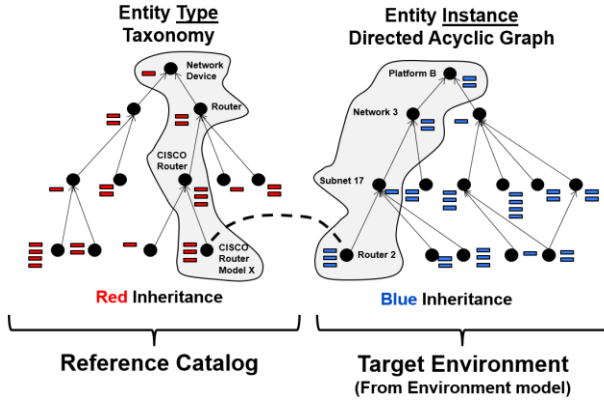 Entity Type
Taxonomy
Entity Instance
Directed Acyclic Graph
Network
Device
Router
CISCO
Router
CISCO
Router
Model X
Platform B
Network 3
Subnet 17
Router 2
Red Inheritance
Blue Inheritance
Reference Catalog
Target Environment
(From Environment model)